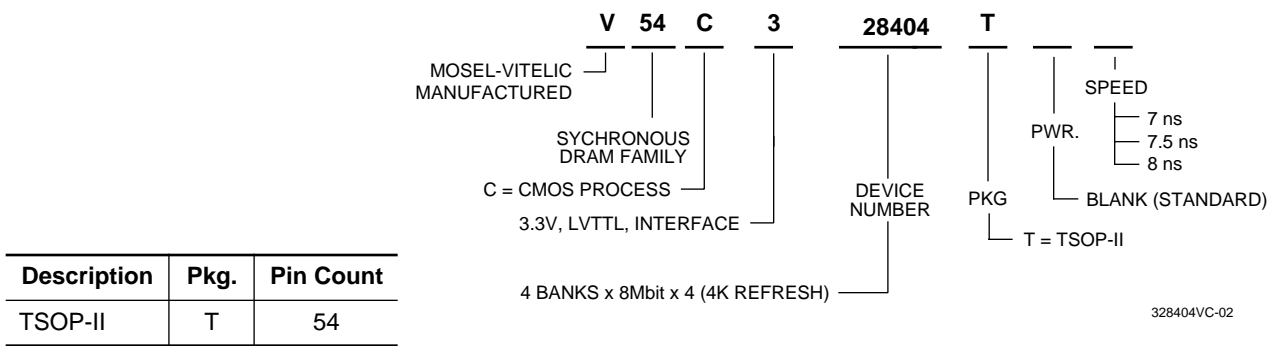 V 54 C 3 28404 T
MOSEL-VITELIC
MANUFACTURED
SPEED
7 ns
7.5 ns
8 ns
PWR.
SYCHRONOUS
DRAM FAMILY
C = CMOS PROCESS
DEVICE
NUMBER
PKG
BLANK (STANDARD)
3.3V, LVTTL, INTERFACE
T = TSOP-II
4 BANKS x 8Mbit x 4 (4K REFRESH)
328404VC-02
Description Pkg. Pin Count
TSOP-II T 54